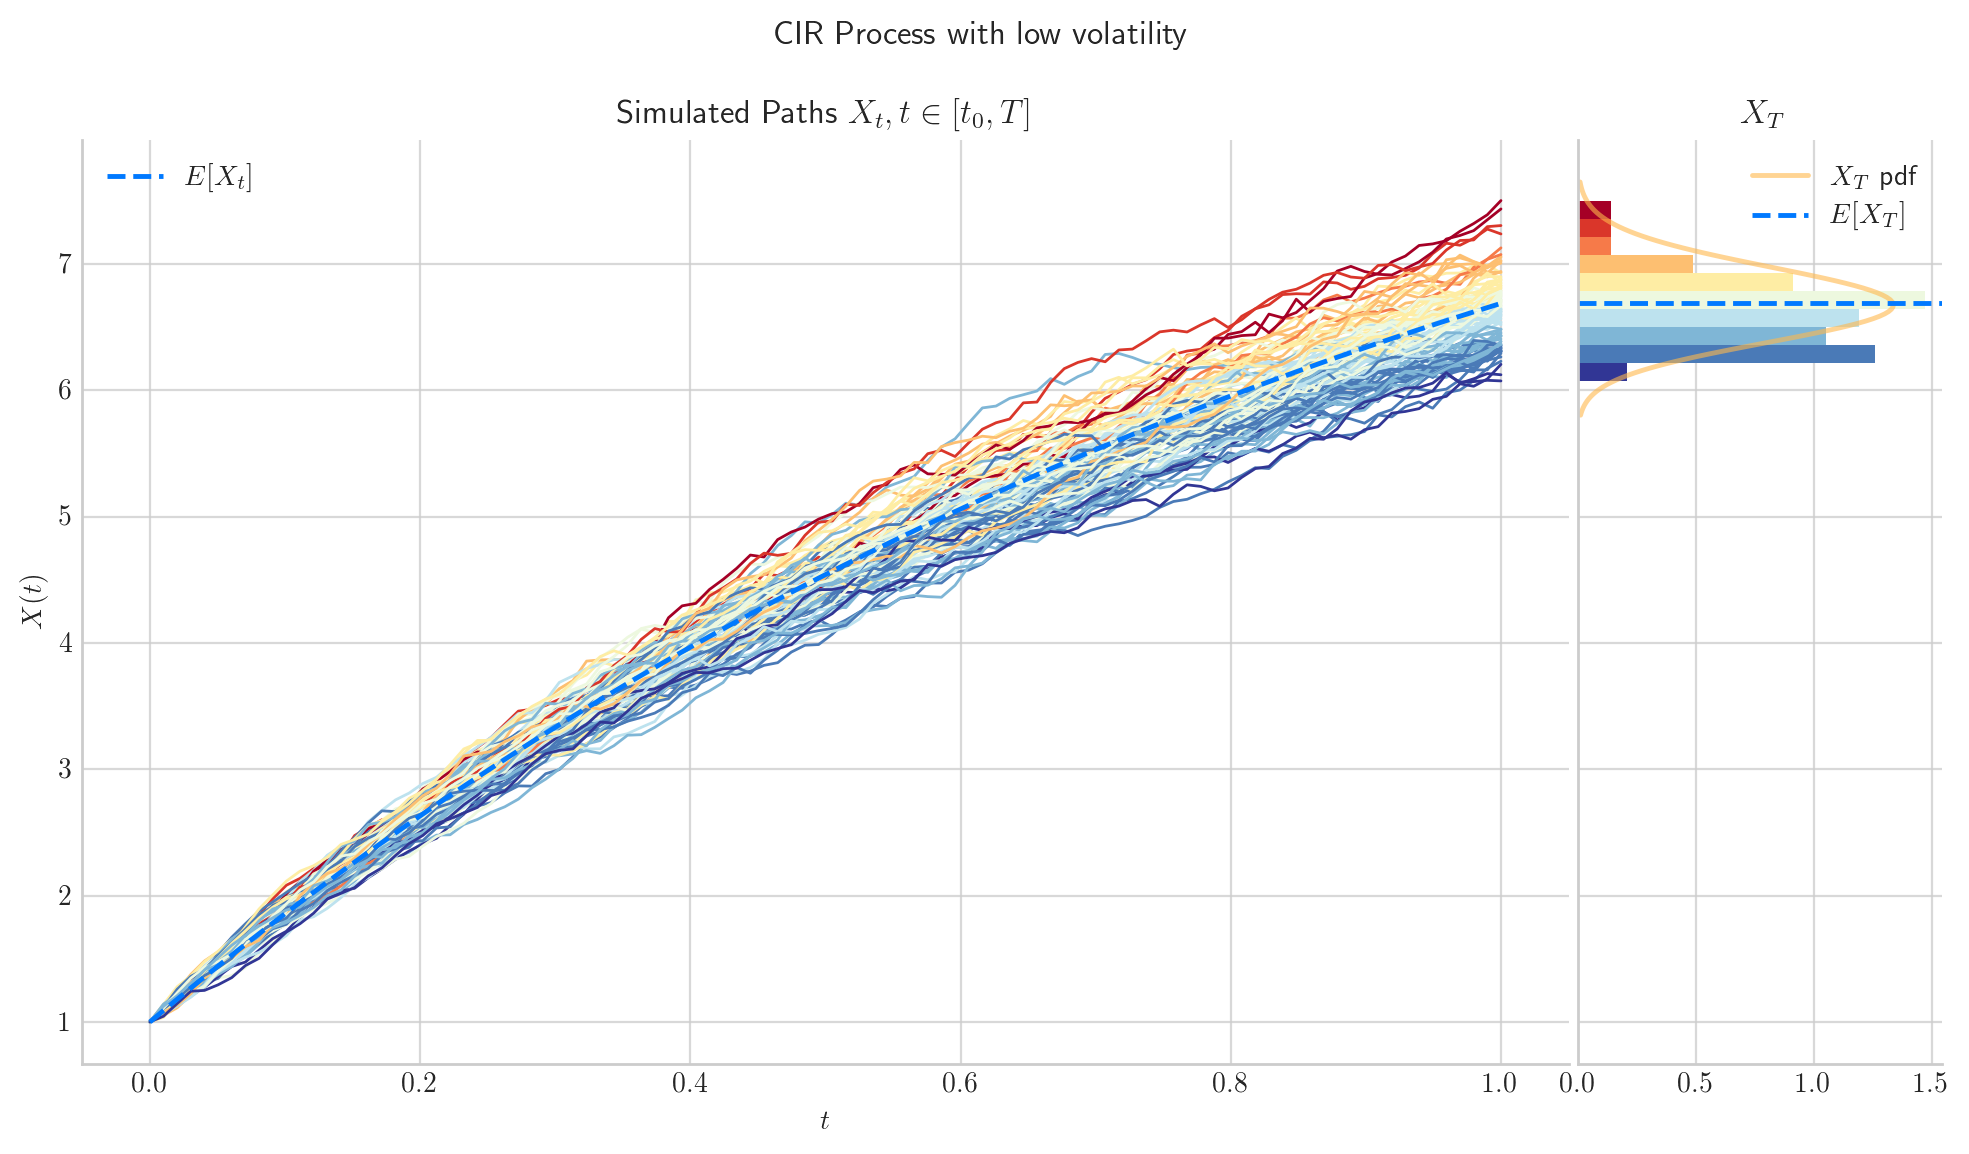 CIR Process with low volatility
Simulated Paths $X_t, t \in [t_0, T]$
$X_T$
$E[X_t]$
$X_T$ pdf
$E[X_T]$
7
6
5
4
3
2
1
$X(t)$
0.0 0.2 0.4 0.6 0.8 1.0
0.0 0.5 1.0 1.5
$t$